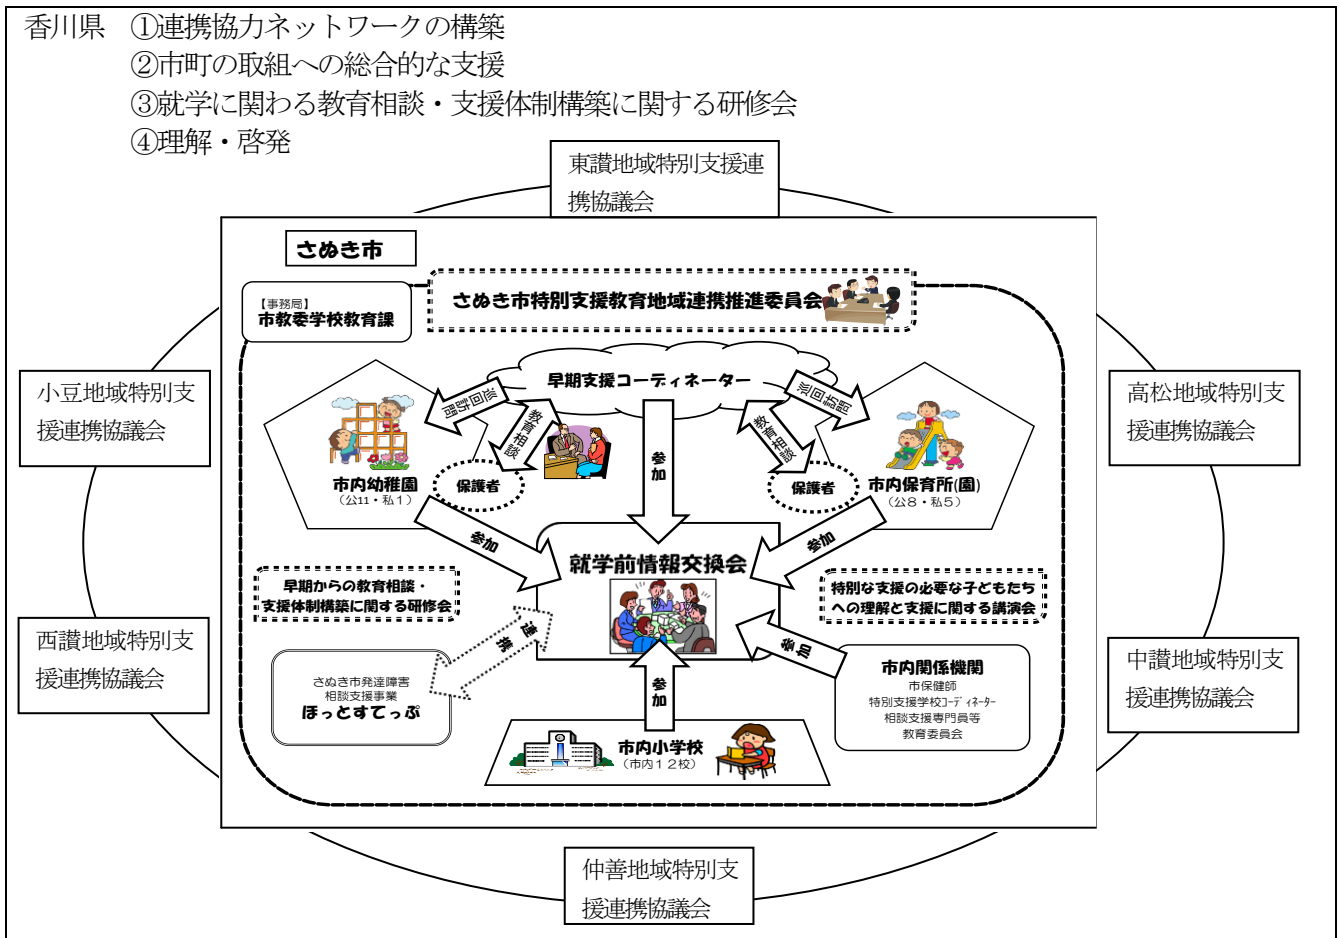 香川県 ①連携協力ネットワークの構築
②市町の取組への総合的な支援
③就学に関わる教育相談・支援体制構築に関する研修会
④理解・啓発
東讃地域特別支援連
携協議会
さぬき市
【事務局】
市教委学校教育課
さぬき市特別支援教育地域連携推進委員会
小豆地域特別支
援連携協議会
高松地域特別支
援連携協議会
早期支援コーディネーター
巡回訪問
教育相談
参加
巡回訪問
教育相談
市内幼稚園
(公11・私1)
保護者
保護者
市内保育所(園)
(公8・私5)
参加
参加
就学前情報交換会
早期からの教育相談・
支援体制構築に関する研修会
特別な支援の必要な子どもたち
への理解と支援に関する講演会
西讃地域特別支
援連携協議会
中讃地域特別支
援連携協議会
連携
参加
参加
さぬき市発達障害
相談支援事業
ほっとすてっぷ
市内関係機関
市保健師
特別支援学校コーディネーター
相談支援専門員等
教育委員会
市内小学校
(市内12校)
仲善地域特別支
援連携協議会